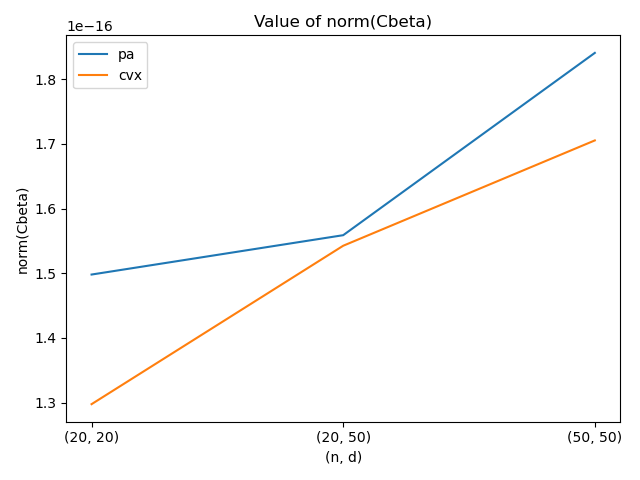 Value of norm(Cbeta)
1e−16
pa
cvx
1.8
1.7
1.6
1.5
1.4
1.3
norm(Cbeta)
(20, 20)
(20, 50)
(50, 50)
(n, d)